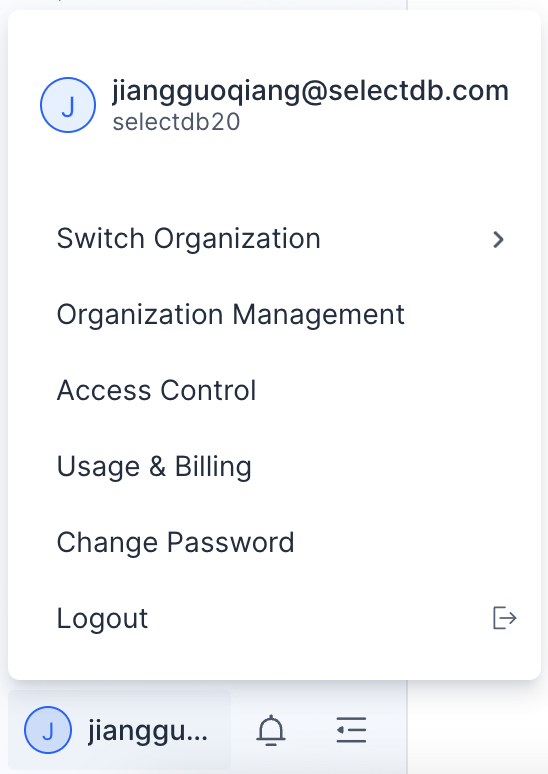 J
jiangguoqiang@selectdb.com
selectdb20
Switch Organization
Organization Management
Access Control
Usage & Billing
Change Password
Logout
J jianggu...